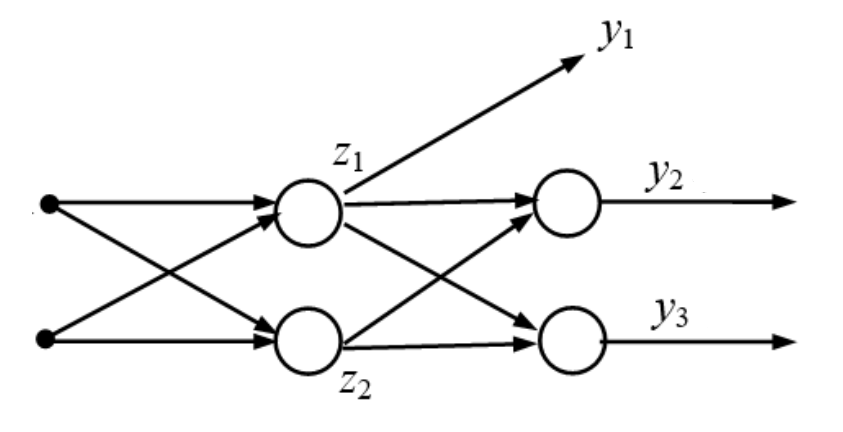 y₁
z₁
y₂
y₃
z₂